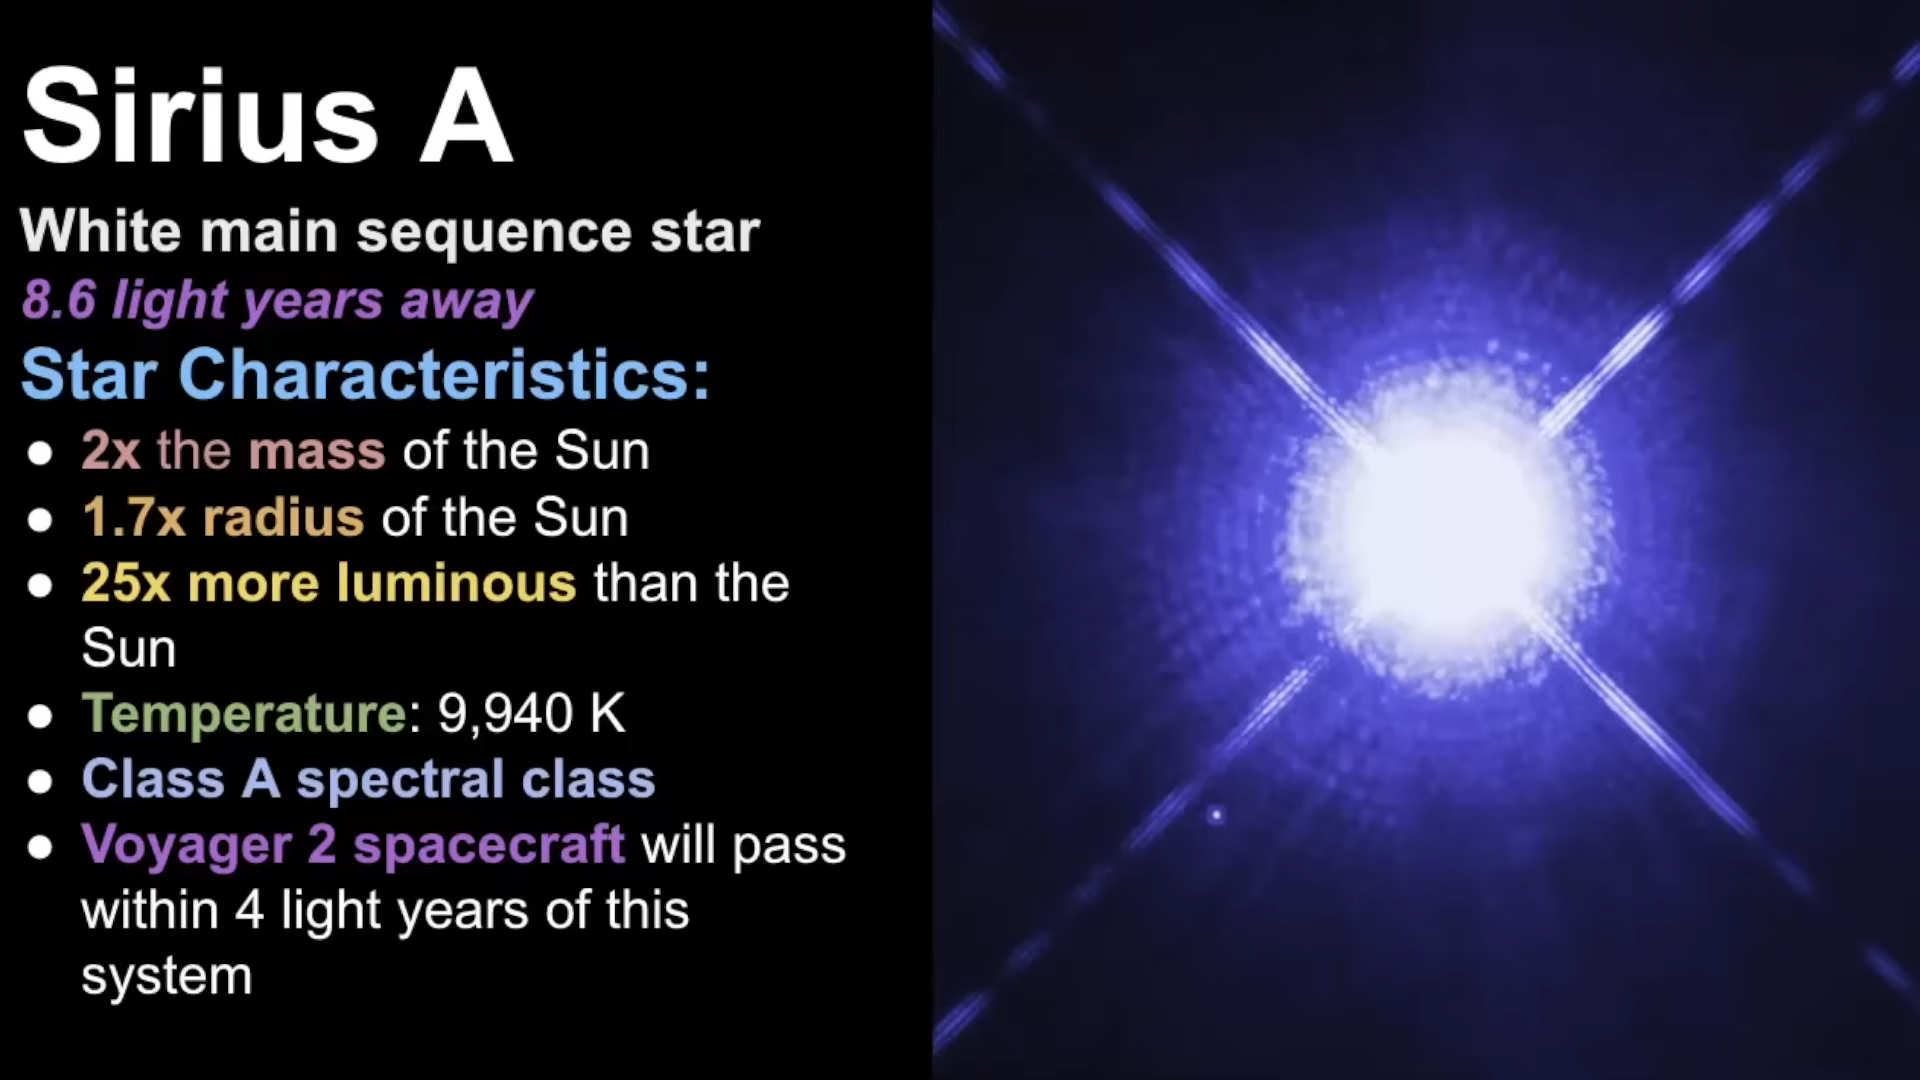 Sirius A
White main sequence star
8.6 light years away
Star Characteristics:
● 2x the mass of the Sun
● 1.7x radius of the Sun
● 25x more luminous than the
Sun
● Temperature: 9,940 K
● Class A spectral class
● Voyager 2 spacecraft will pass
within 4 light years of this
system